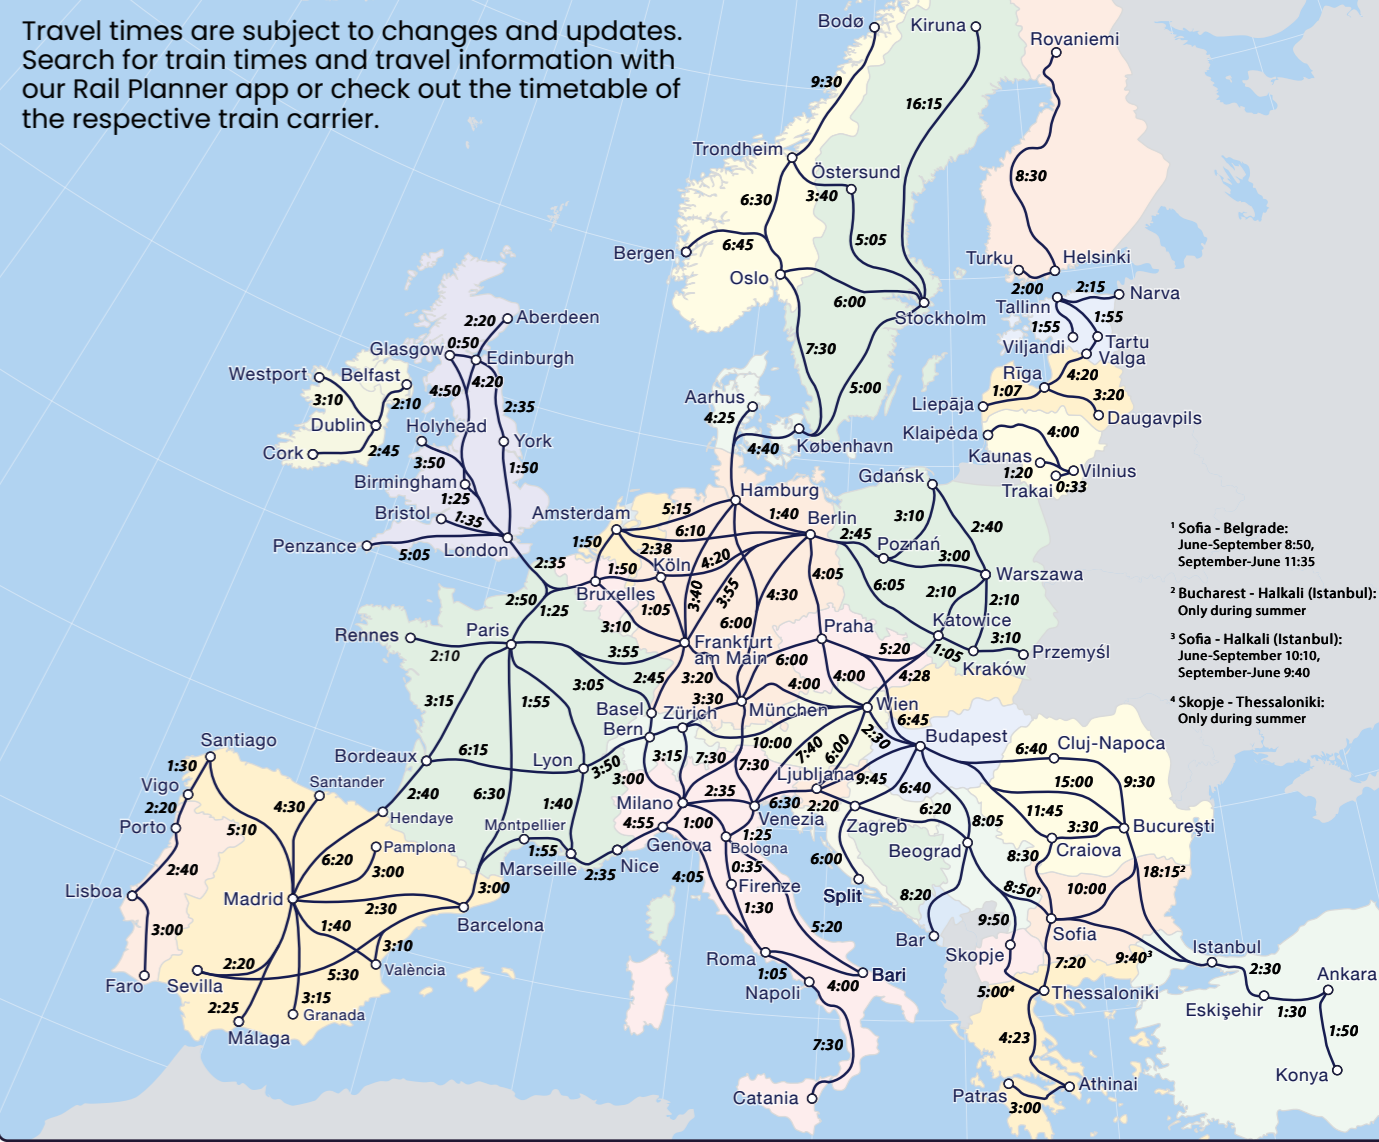 Travel times are subject to changes and updates.
Search for train times and travel information with
our Rail Planner app or check out the timetable of
the respective train carrier.
Bodø
Kiruna
Rovaniemi
9:30
16:15
Trondheim
Östersund
8:30
6:30
3:40
Bergen
6:45
5:05
Oslo
Turku
Helsinki
2:00
2:15
Narva
6:00
Tallinn
Stockholm
1:55
1:55
Aberdeen
2:20
0:50
Glasgow
Edinburgh
7:30
Viljandi
Tartu
Valga
Westport
Belfast
4:50
4:20
5:00
Rīga
4:20
3:10
2:10
2:35
Aarhus
4:25
1:07
3:20
Liepāja
Daugavpils
Dublin
Holyhead
York
4:40
København
Klaipėda
4:00
Cork
2:45
3:50
1:50
Kaunas
1:20
Vilnius
Trakai
0:33
Birmingham
1:25
Gdańsk
Hamburg
Bristol
1:35
Amsterdam
5:15
1:40
Berlin
3:10
2:40
Penzance
5:05
London
2:35
1:50
6:10
2:38
2:45
Poznań
3:00
Köln
4:20
1:50
Bruxelles
4:05
Warszawa
2:50
1:25
1:05
3:40
3:55
4:30
6:05
2:10
2:10
Rennes
Paris
3:10
6:00
Praha
Katowice
2:10
3:55
Frankfurt
am Main
6:00
5:20
1:05
3:10
Kraków
Przemyśl
3:15
1:55
3:05
2:45
3:20
3:30
4:00
4:00
4:28
Basel
Zürich
München
Wien
6:45
Bern
10:00
2:30
Budapest
Santiago
1:30
Bordeaux
6:15
Lyon
3:50
3:15
7:30
7:30
7:40
6:00
6:40
Cluj-Napoca
Vigo
Santander
3:00
Ljubljana
9:45
15:00
9:30
2:20
4:30
2:40
6:30
1:40
Milano
2:35
6:30
2:20
6:40
6:20
8:05
11:45
Porto
5:10
Hendaye
Montpellier
4:55
1:00
Venezia
Zagreb
3:30
Bucureşti
Pamplona
1:55
Genova
1:25
Bologna
Beograd
Craiova
6:20
3:00
Marseille
2:35
Nice
6:00
8:30
2:40
0:35
4:05
Lisboa
Madrid
3:00
Firenze
Split
8:20
8:50¹
10:00
18:15²
2:30
1:30
3:00
1:40
Barcelona
9:50
5:20
Bar
Sofia
3:10
Skopje
9:40³
Istanbul
2:20
5:30
València
Roma
1:05
Bari
7:20
2:30
Ankara
Faro
Sevilla
Napoli
4:00
5:00⁴
Thessaloniki
Eskişehir
1:30
2:25
3:15
Granada
Málaga
7:30
4:23
1:50
Konya
Catania
Patras
Athinai
3:00
¹ Sofia - Belgrade:
June-September 8:50,
September-June 11:35
² Bucharest - Halkali (Istanbul):
Only during summer
³ Sofia - Halkali (Istanbul):
June-September 10:10,
September-June 9:40
⁴ Skopje - Thessaloniki:
Only during summer